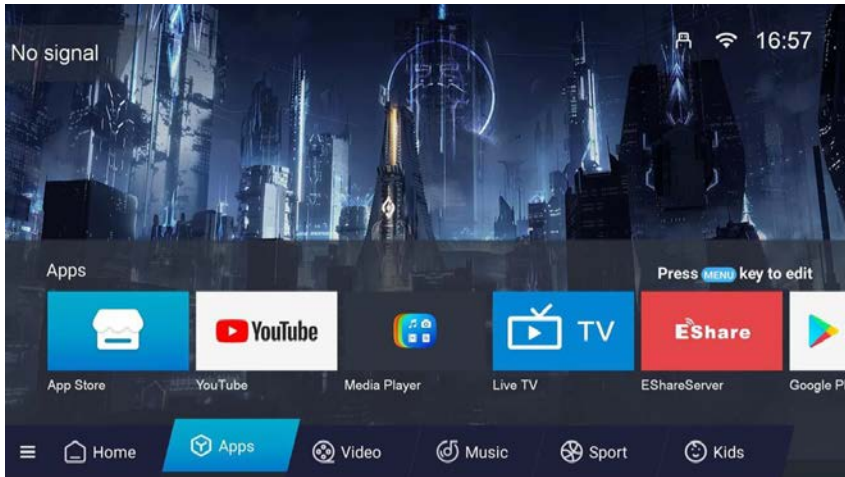 No signal
16:57
Apps
Press MENU key to edit
YouTube
TV
EShare
App Store
YouTube
Media Player
Live TV
EShareServer
Google P
Home
Apps
Video
Music
Sport
Kids